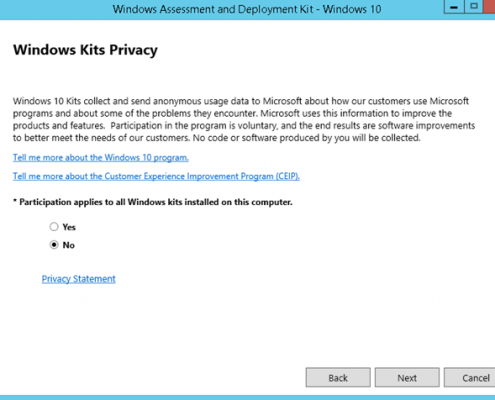 Windows Assessment and Deployment Kit - Windows 10
Windows Kits Privacy
Windows 10 Kits collect and send anonymous usage data to Microsoft about how our customers use Microsoft
programs and about some of the problems they encounter. Microsoft uses this information to improve the
products and features. Participation in the program is voluntary, and the end results are software improvements
to better meet the needs of our customers. No code or software produced by you will be collected.
Tell me more about the Windows 10 program.
Tell me more about the Customer Experience Improvement Program (CEIP).
* Participation applies to all Windows kits installed on this computer.
Yes
No
Privacy Statement
Back Next Cancel